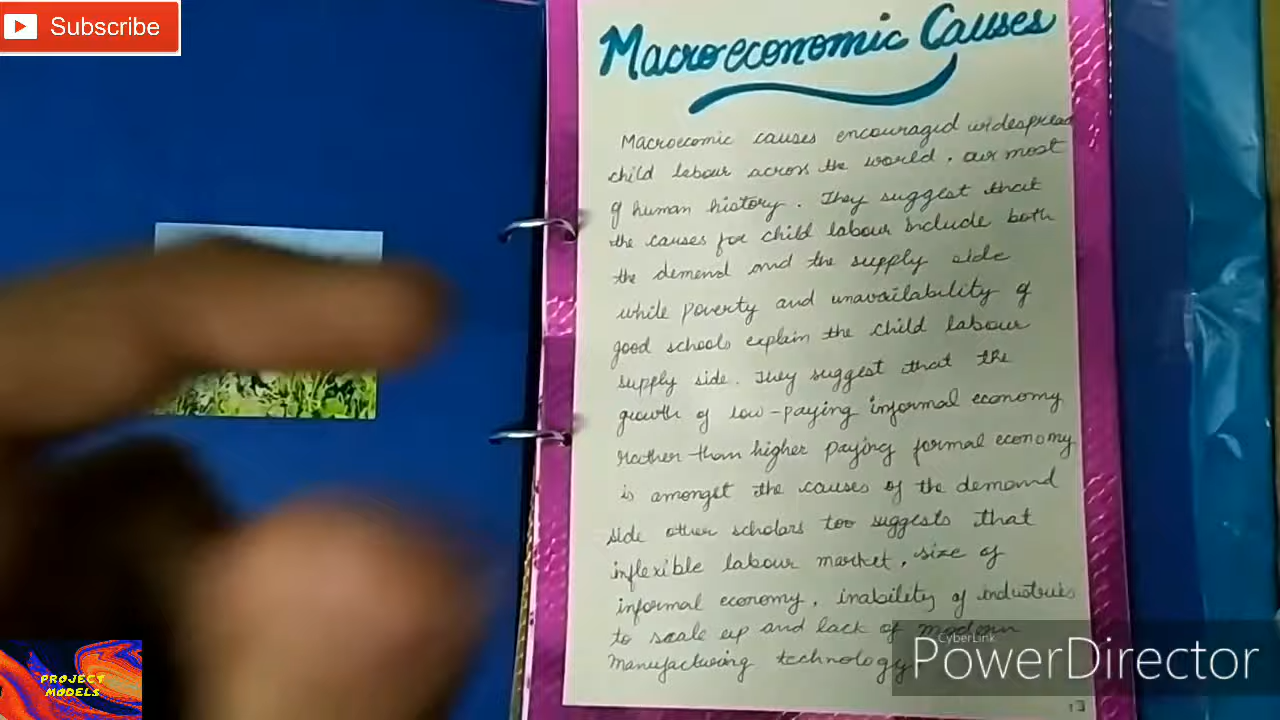 Subscribe
Macroeconomic Causes
Macroecomic causes encouraged widespread
child labour across the world, our most
of human history. They suggest that
the causes for child labour include both
the demend and the supply side
while poverty and unavailability of
good schools explain the child labour
supply side. They suggest that the
growth of low-paying informal economy
rather than higher paying formal economy
is amongst the causes of the demand
side other scholars too suggests that
inflexible labour market, size of
informal economy, inability of industries
to scale up and lack of modern
manufacturing technology
CyberLink
PowerDirector
PROJECT
MODELS
13